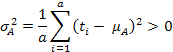 σ_A^2 = \frac{1}{a} \sum_{i=1}^{a} (t_i - μ_A)^2 > 0